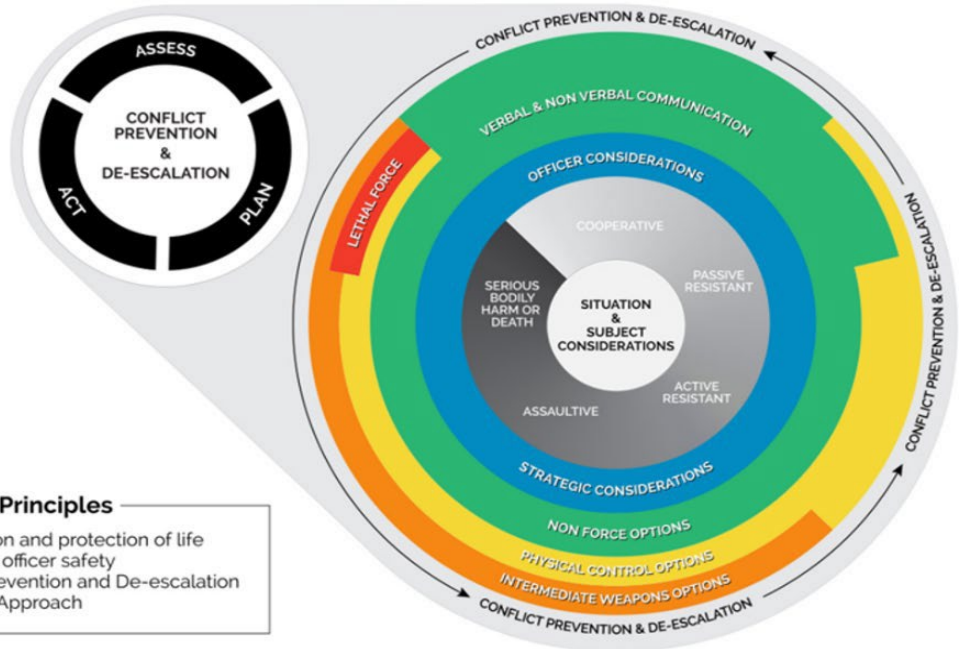 ASSESS
CONFLICT
PREVENTION
&
DE-ESCALATION
ACT
PLAN
CONFLICT PREVENTION & DE-ESCALATION
VERBAL & NON VERBAL COMMUNICATION
OFFICER CONSIDERATIONS
LETHAL FORCE
COOPERATIVE
PASSIVE
RESISTANT
SERIOUS
BODILY
HARM OR
DEATH
SITUATION
&
SUBJECT
CONSIDERATIONS
ACTIVE
RESISTANT
ASSAULTIVE
CONFLICT PREVENTION & DE-ESCALATION
STRATEGIC CONSIDERATIONS
NON FORCE OPTIONS
PHYSICAL CONTROL OPTIONS
INTERMEDIATE WEAPONS OPTIONS
CONFLICT PREVENTION & DE-ESCALATION
Principles
on and protection of life
officer safety
evention and De-escalation
Approach